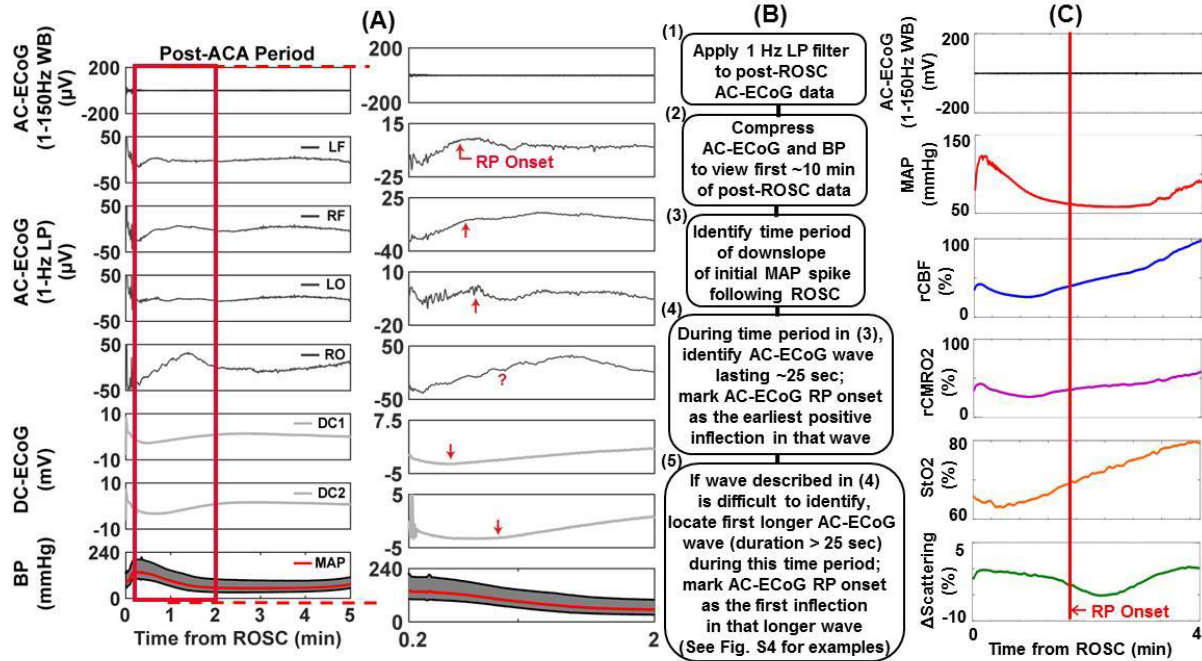 (A)
Post-ACA Period
AC-ECoG
(1-150Hz WB)
(µV)
200
0
-200
50
-50
LF
AC-ECoG
(1-Hz LP)
(µV)
50
-50
RF
50
-50
LO
50
-50
RO
DC-ECoG
(mV)
10
-10
DC1
10
-10
DC2
BP
(mmHg)
240
0
MAP
0 1 2 3 4 5
Time from ROSC (min)
200
0
-200
15
-25
RP Onset
25
-40
10
-20
50
-50
?
7.5
-5
5
-5
240
0
0.2 2
(B)
(1)
Apply 1 Hz LP filter
to post-ROSC
AC-ECoG data
(2)
Compress
AC-ECoG and BP
to view first ~10 min
of post-ROSC data
(3)
Identify time period
of downslope
of initial MAP spike
following ROSC
(4)
During time period in (3),
identify AC-ECoG wave
lasting ~25 sec;
mark AC-ECoG RP onset
as the earliest positive
inflection in that wave
(5)
If wave described in (4)
is difficult to identify,
locate first longer AC-ECoG
wave (duration > 25 sec)
during this time period;
mark AC-ECoG RP onset
as the first inflection
in that longer wave
(See Fig. S4 for examples)
(C)
AC-ECoG
(1-150Hz WB)
(mV)
200
0
-200
MAP
(mmHg)
150
50
rCBF
(%)
100
0
rCMRO2
(%)
100
0
StO2
(%)
80
60
ΔScattering
(%)
5
-10
RP Onset
0 4
Time from ROSC (min)